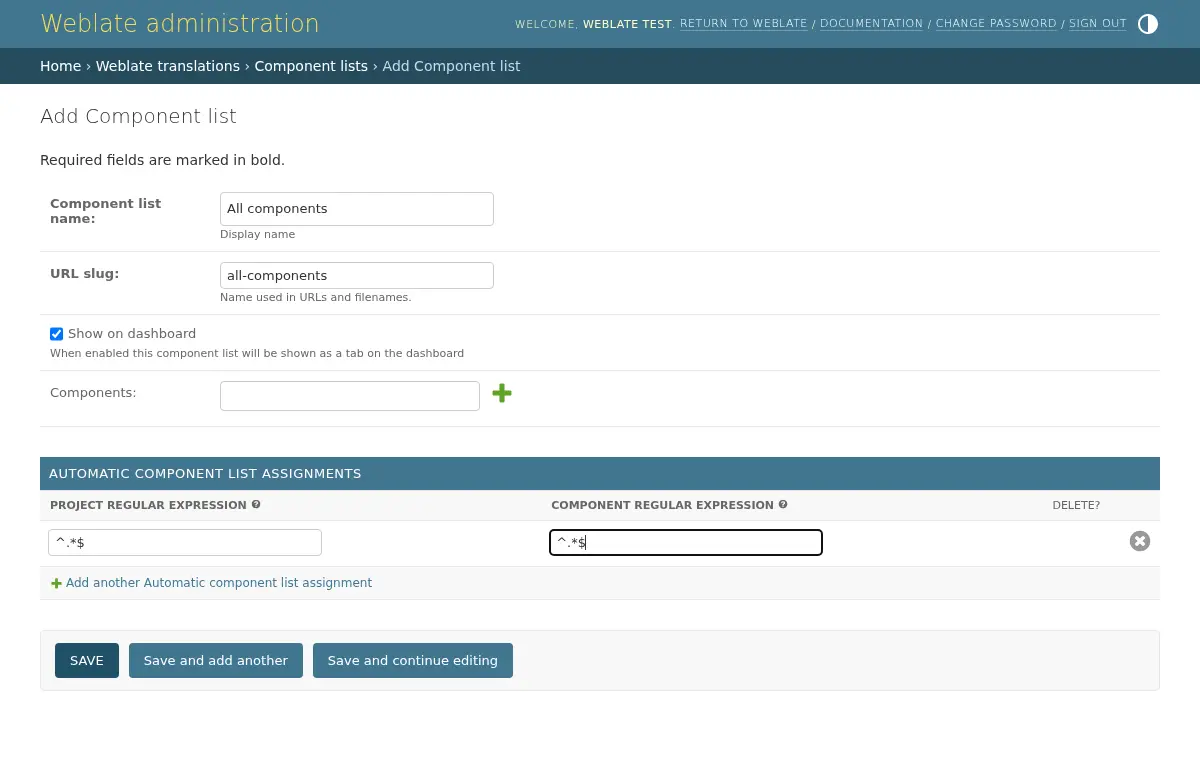 Weblate administration
WELCOME, WEBLATE TEST. RETURN TO WEBLATE / DOCUMENTATION / CHANGE PASSWORD / SIGN OUT
Home › Weblate translations › Component lists › Add Component list
Add Component list
Required fields are marked in bold.
Component list
name:
All components
Display name
URL slug:
all-components
Name used in URLs and filenames.
Show on dashboard
When enabled this component list will be shown as a tab on the dashboard
Components:
AUTOMATIC COMPONENT LIST ASSIGNMENTS
PROJECT REGULAR EXPRESSION COMPONENT REGULAR EXPRESSION DELETE?
^.*$ ^.*$
Add another Automatic component list assignment
SAVE Save and add another Save and continue editing